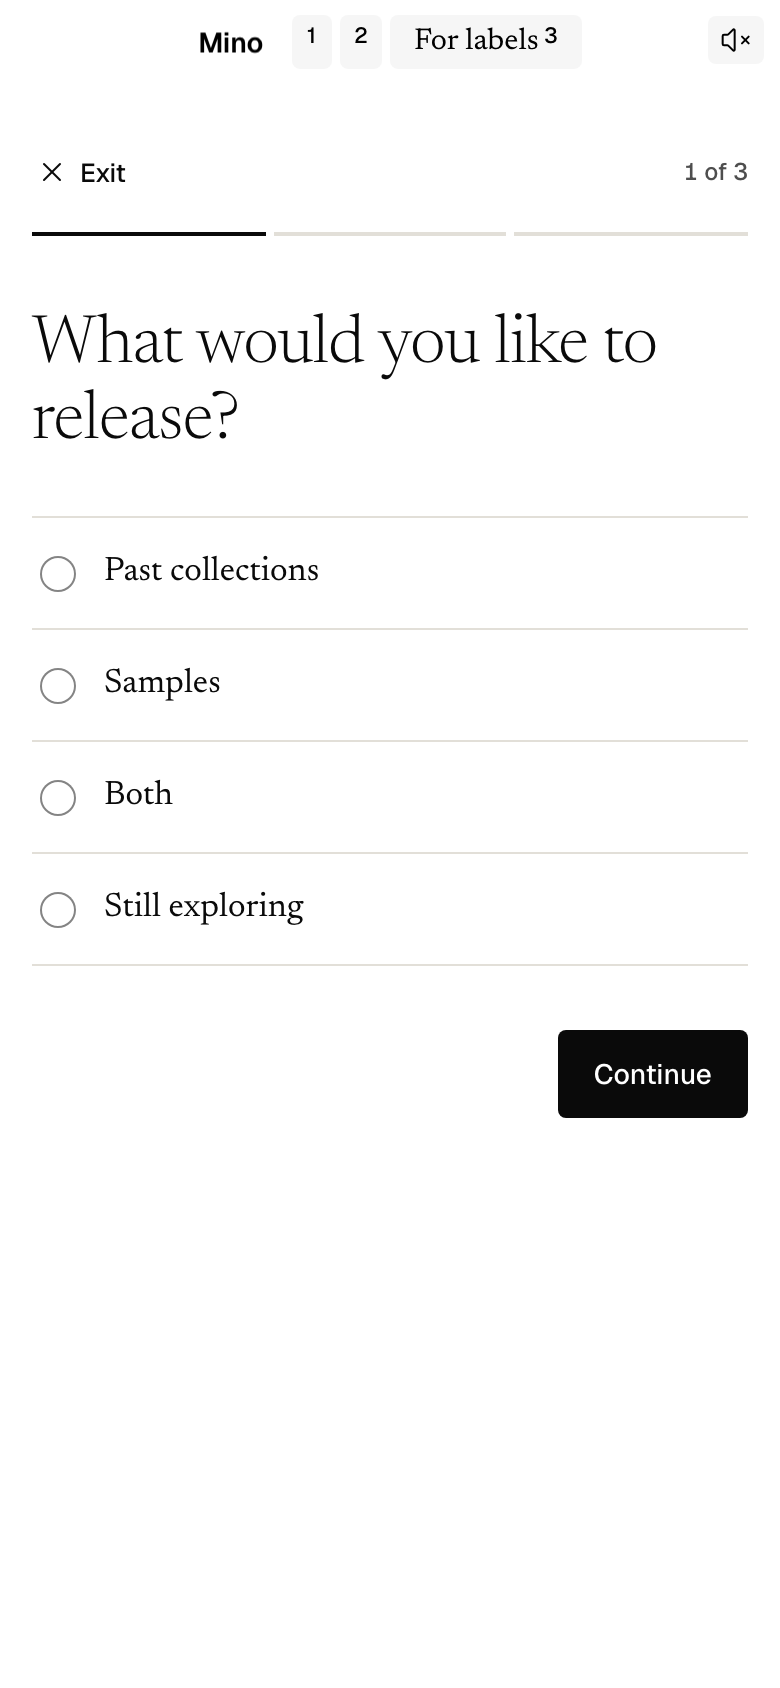 Mino 1 2 For labels 3
Exit 1 of 3
What would you like to
release?
Past collections
Samples
Both
Still exploring
Continue